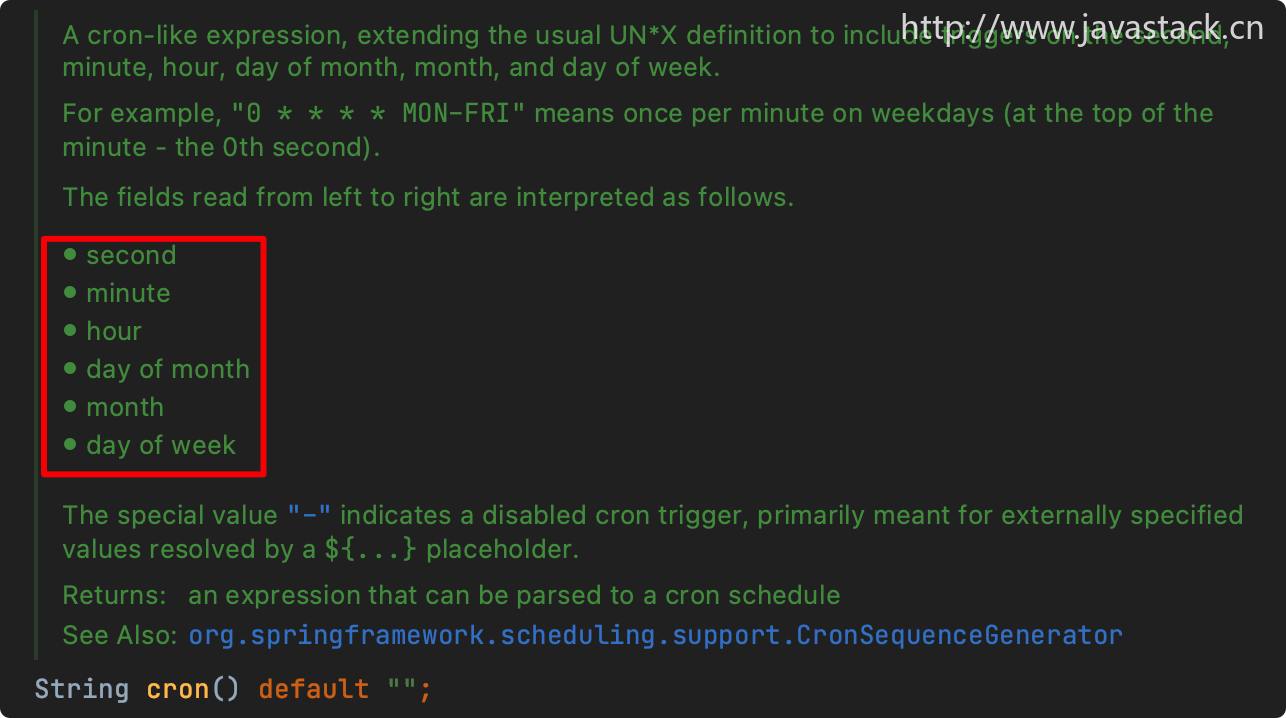 http://www.javastack.cn
A cron-like expression, extending the usual UN*X definition to include triggers on the second,
minute, hour, day of month, month, and day of week.
For example, "0 * * * * MON-FRI" means once per minute on weekdays (at the top of the
minute - the 0th second).
The fields read from left to right are interpreted as follows.
• second
• minute
• hour
• day of month
• month
• day of week
The special value "-" indicates a disabled cron trigger, primarily meant for externally specified
values resolved by a ${...} placeholder.
Returns: an expression that can be parsed to a cron schedule
See Also: org.springframework.scheduling.support.CronSequenceGenerator
String cron() default "";